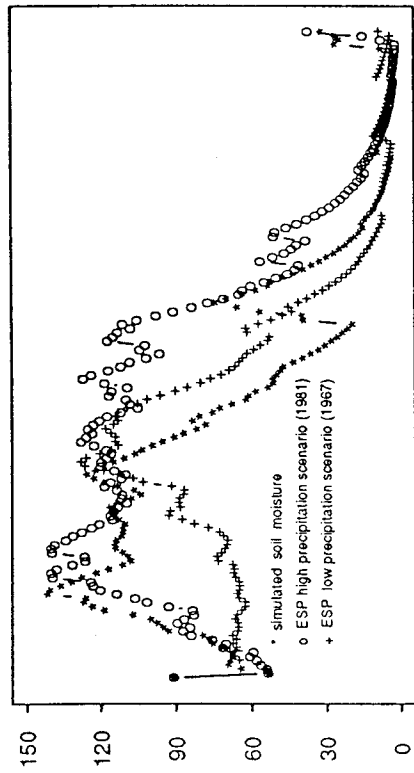 150
120
90
60
30
0
* simulated soil moisture
o ESP high precipitation scenario (1981)
+ ESP low precipitation scenario (1967)